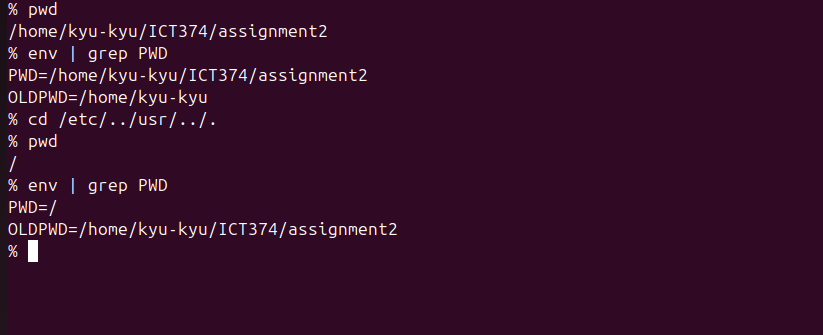 % pwd
/home/kyu-kyu/ICT374/assignment2
% env | grep PWD
PWD=/home/kyu-kyu/ICT374/assignment2
OLDPWD=/home/kyu-kyu
% cd /etc/../usr/../.
% pwd
/
% env | grep PWD
PWD=/
OLDPWD=/home/kyu-kyu/ICT374/assignment2
%